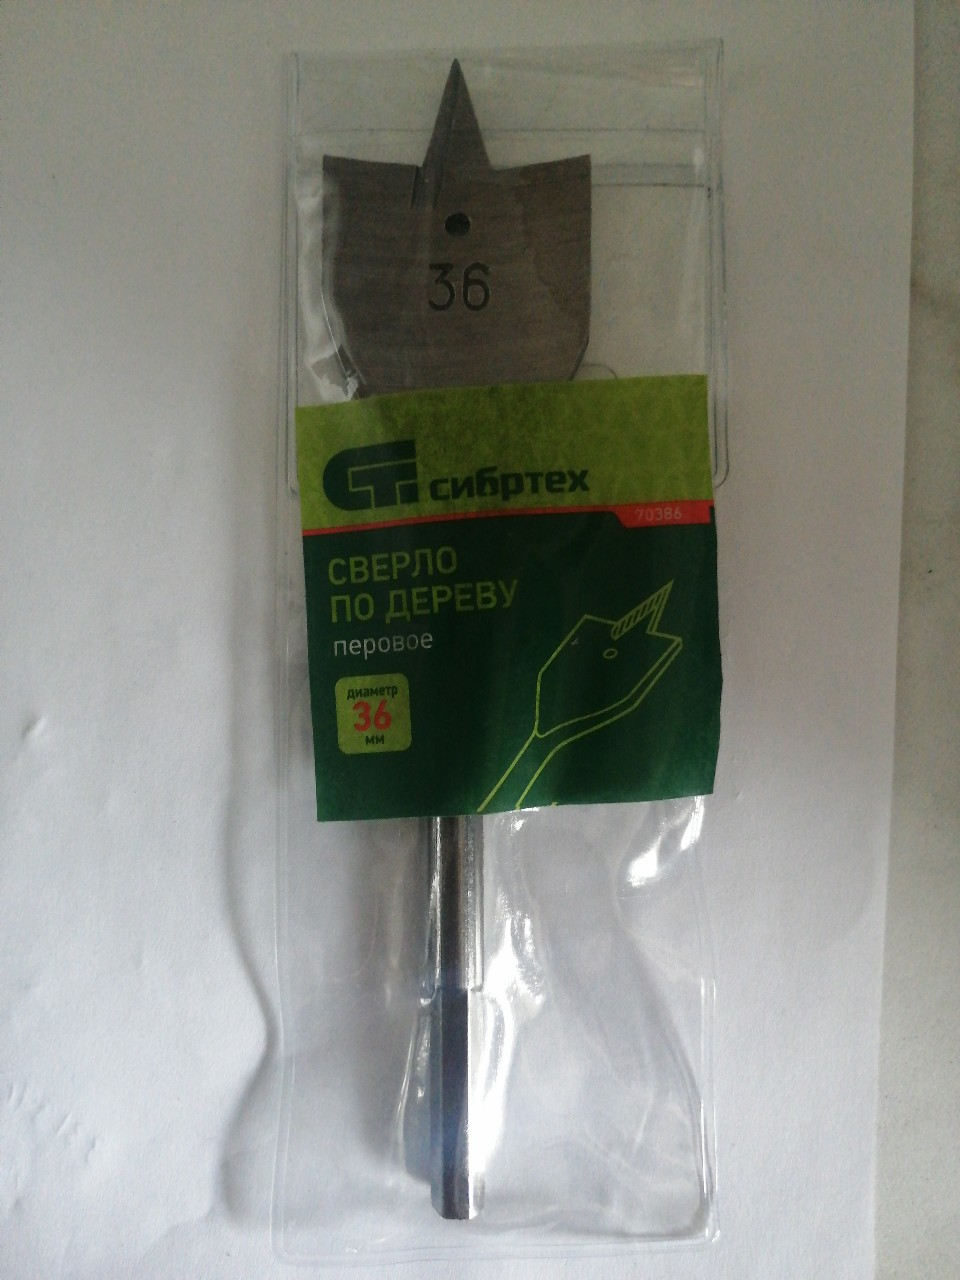 36
сибртех
70386
СВЕРЛО
ПО ДЕРЕВУ
перовое
диаметр
36
мм